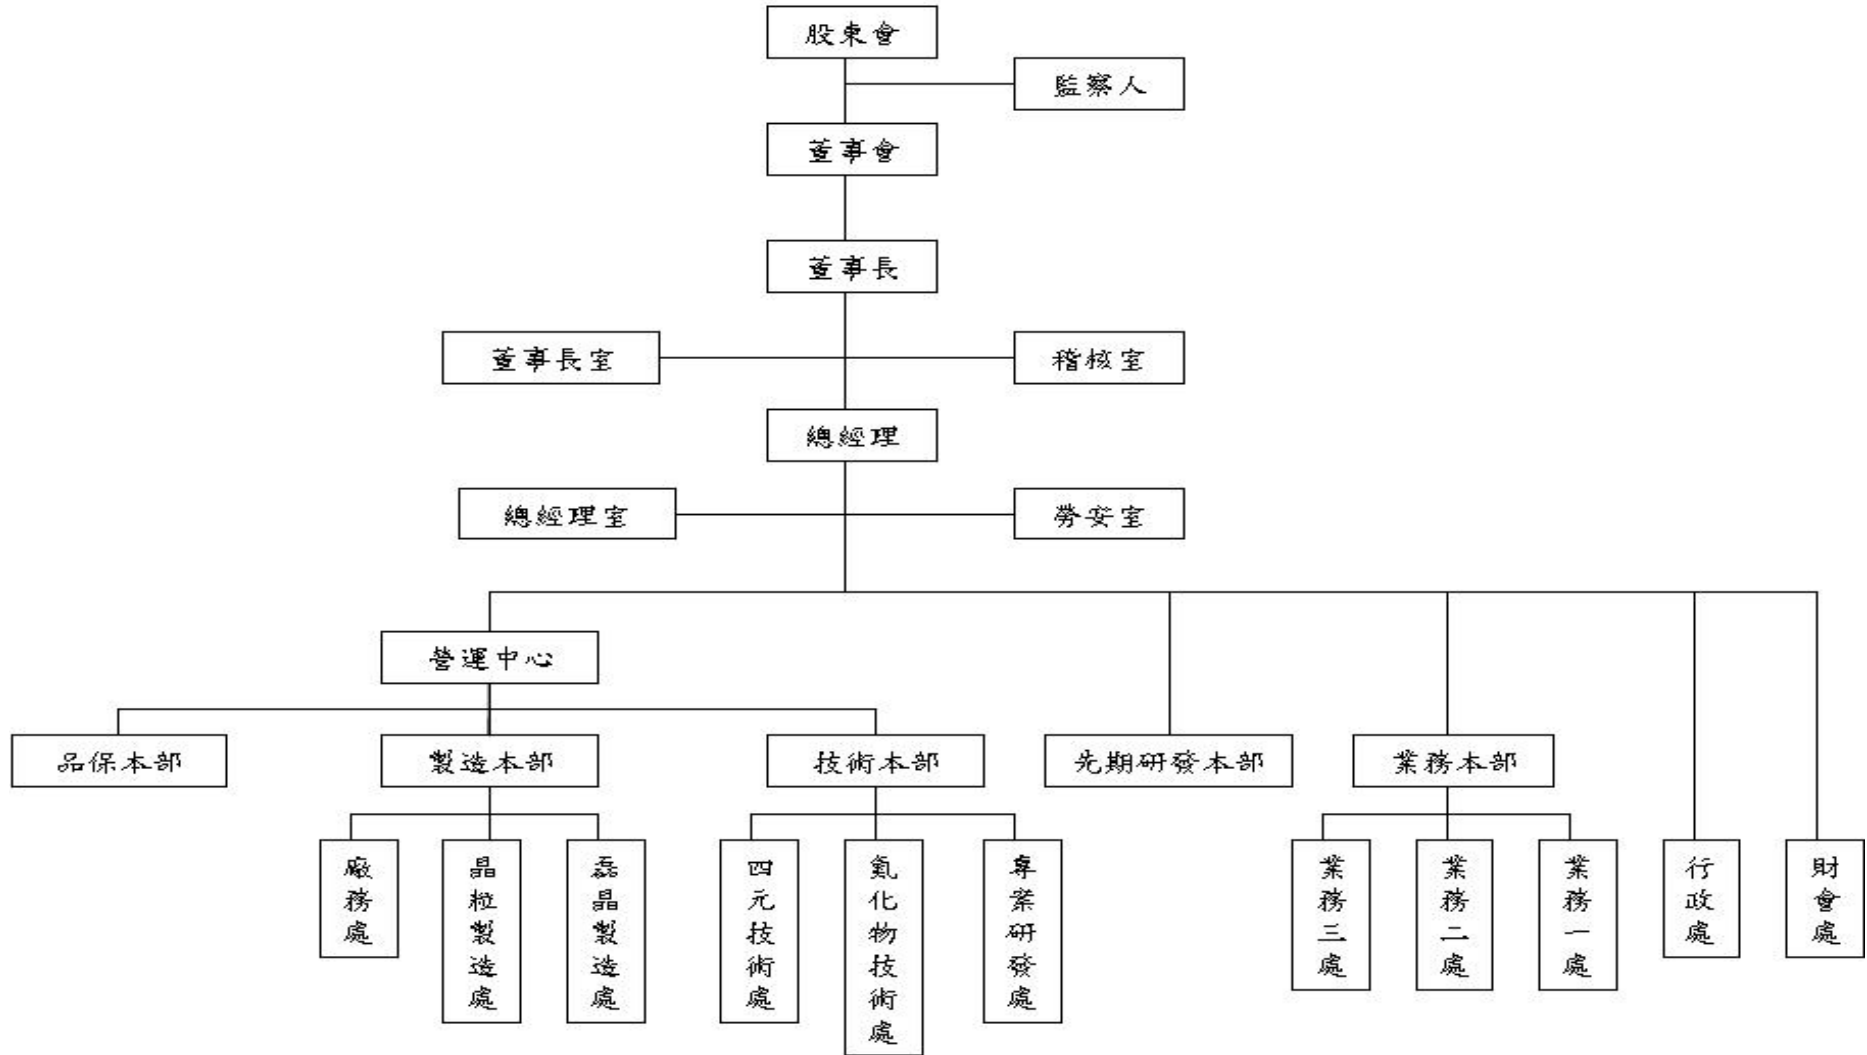 股東會
監察人
董事會
董事長
董事長室
稽核室
總經理
總經理室
勞安室
營運中心
品保本部
製造本部
技術本部
先期研發本部
業務本部
廠務處
晶粒製造處
磊晶製造處
四元技術處
氮化物技術處
專案研發處
業務三處
業務二處
業務一處
行政處
財會處